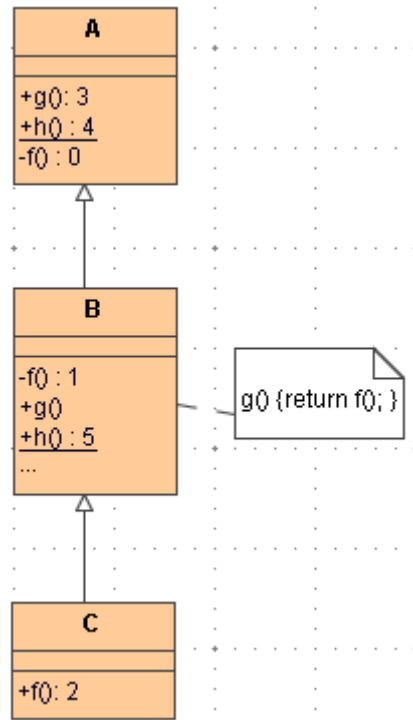 A
+g(): 3
+h() : 4
-f() : 0
B
-f() : 1
+g()
+h() : 5
...
g() {return f(); }
C
+f(): 2